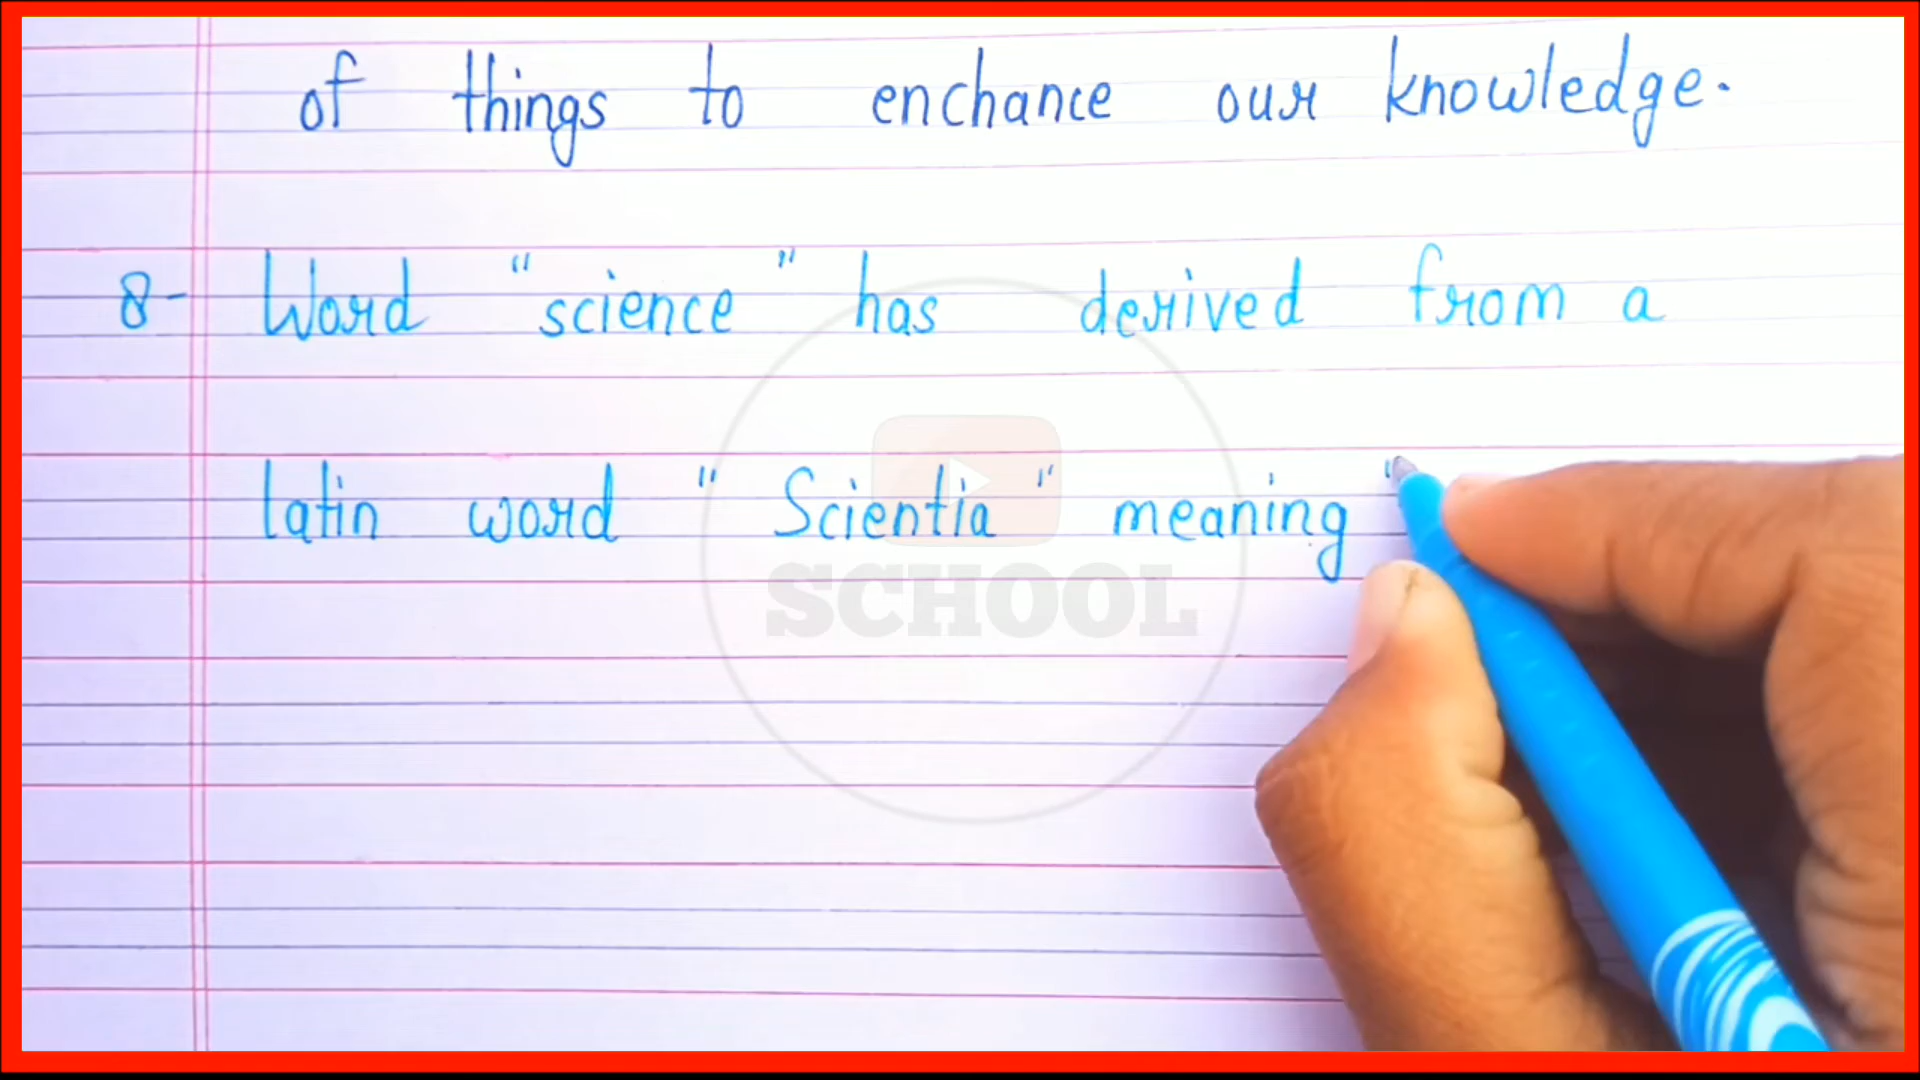 of things to enchance our knowledge.
8- Word "science" has derived from a
latin word "Scientia" meaning "
SCHOOL